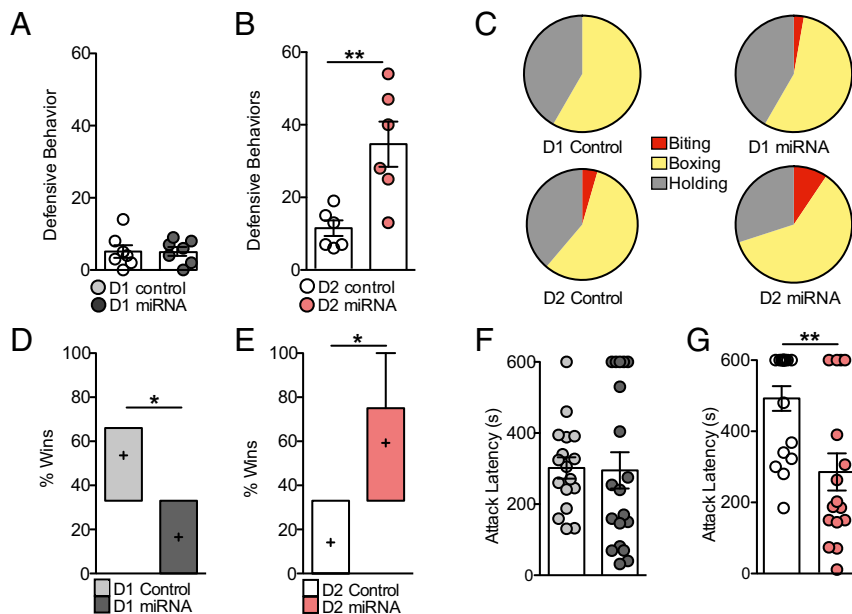 A
Defensive Behavior
60
40
20
0
D1 control
D1 miRNA
B
Defensive Behaviors
60
40
20
0
**
D2 control
D2 miRNA
C
D1 Control
D1 miRNA
Biting
Boxing
Holding
D2 Control
D2 miRNA
D
% Wins
100
80
60
40
20
0
*
+
+
D1 Control
D1 miRNA
E
% Wins
100
80
60
40
20
0
*
+
+
D2 Control
D2 miRNA
F
Attack Latency (s)
600
400
200
0
G
Attack Latency (s)
600
400
200
0
**